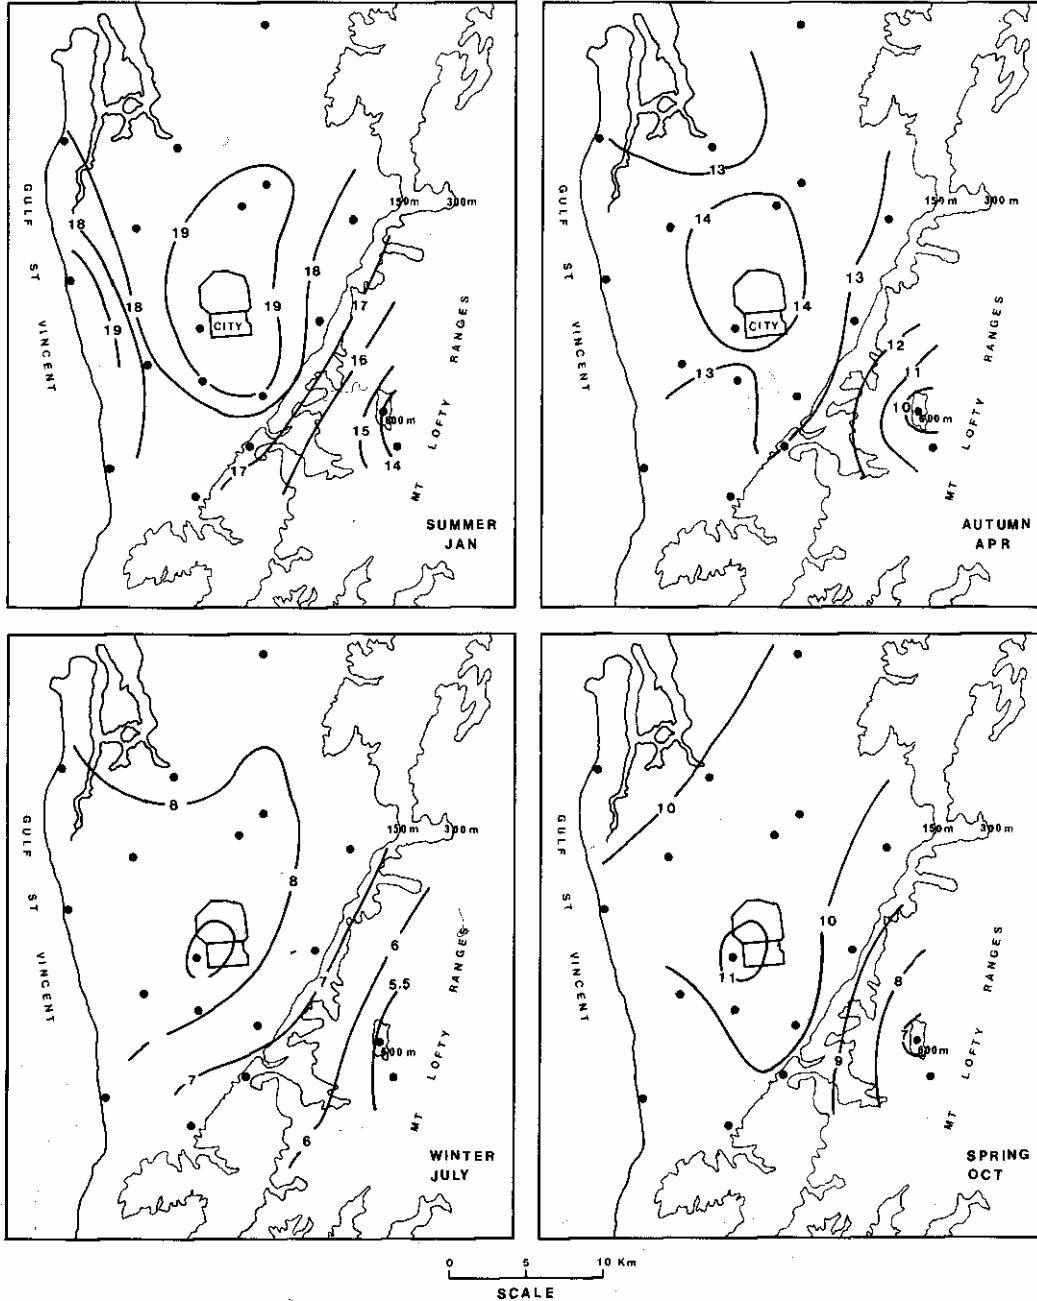 GULF ST VINCENT
18
19
18
18
19
19
CITY
17
16
15
14
17
150m
300m
600m
MT LOFTY RANGES
SUMMER
JAN
13
14
13
14
CITY
12
11
10
13
150m
300m
600m
GULF ST VINCENT
MT LOFTY RANGES
AUTUMN
APR
8
8
7
6
5.5
7
6
150m
300m
600m
GULF ST VINCENT
MT LOFTY RANGES
WINTER
JULY
10
10
11
8
9
7
150m
300m
600m
GULF ST VINCENT
MT LOFTY RANGES
SPRING
OCT
0 5 10 Km
SCALE